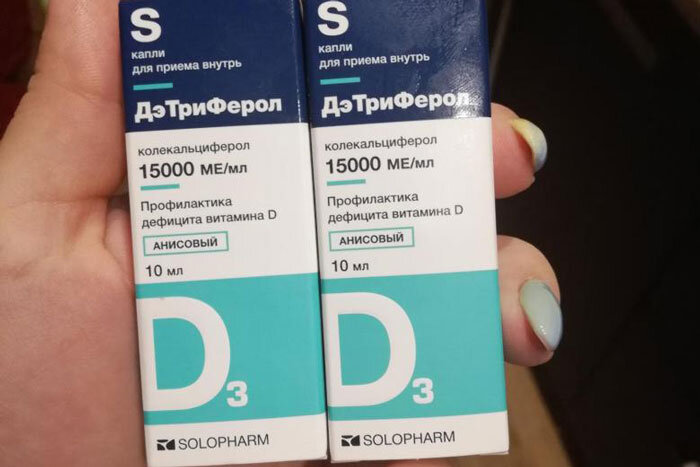 S
капли
для приема внутрь
ДэТриФерол
колекальциферол
15000 МЕ/мл
Профилактика
дефицита витамина D
АНИСОВЫЙ
10 мл
D3
SOLOPHARM
S
капли
для приема внутрь
ДэТриФерол
колекальциферол
15000 МЕ/мл
Профилактика
дефицита витамина D
АНИСОВЫЙ
10 мл
D3
SOLOPHARM